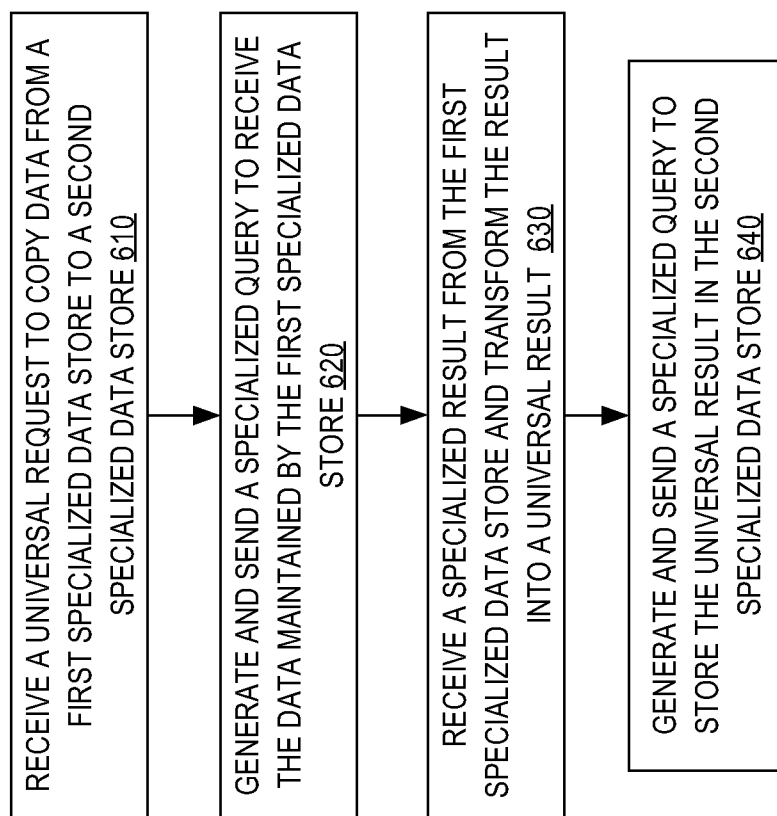 RECEIVE A UNIVERSAL REQUEST TO COPY DATA FROM A
FIRST SPECIALIZED DATA STORE TO A SECOND
SPECIALIZED DATA STORE 610
GENERATE AND SEND A SPECIALIZED QUERY TO RECEIVE
THE DATA MAINTAINED BY THE FIRST SPECIALIZED DATA
STORE 620
RECEIVE A SPECIALIZED RESULT FROM THE FIRST
SPECIALIZED DATA STORE AND TRANSFORM THE RESULT
INTO A UNIVERSAL RESULT 630
GENERATE AND SEND A SPECIALIZED QUERY TO
STORE THE UNIVERSAL RESULT IN THE SECOND
SPECIALIZED DATA STORE 640